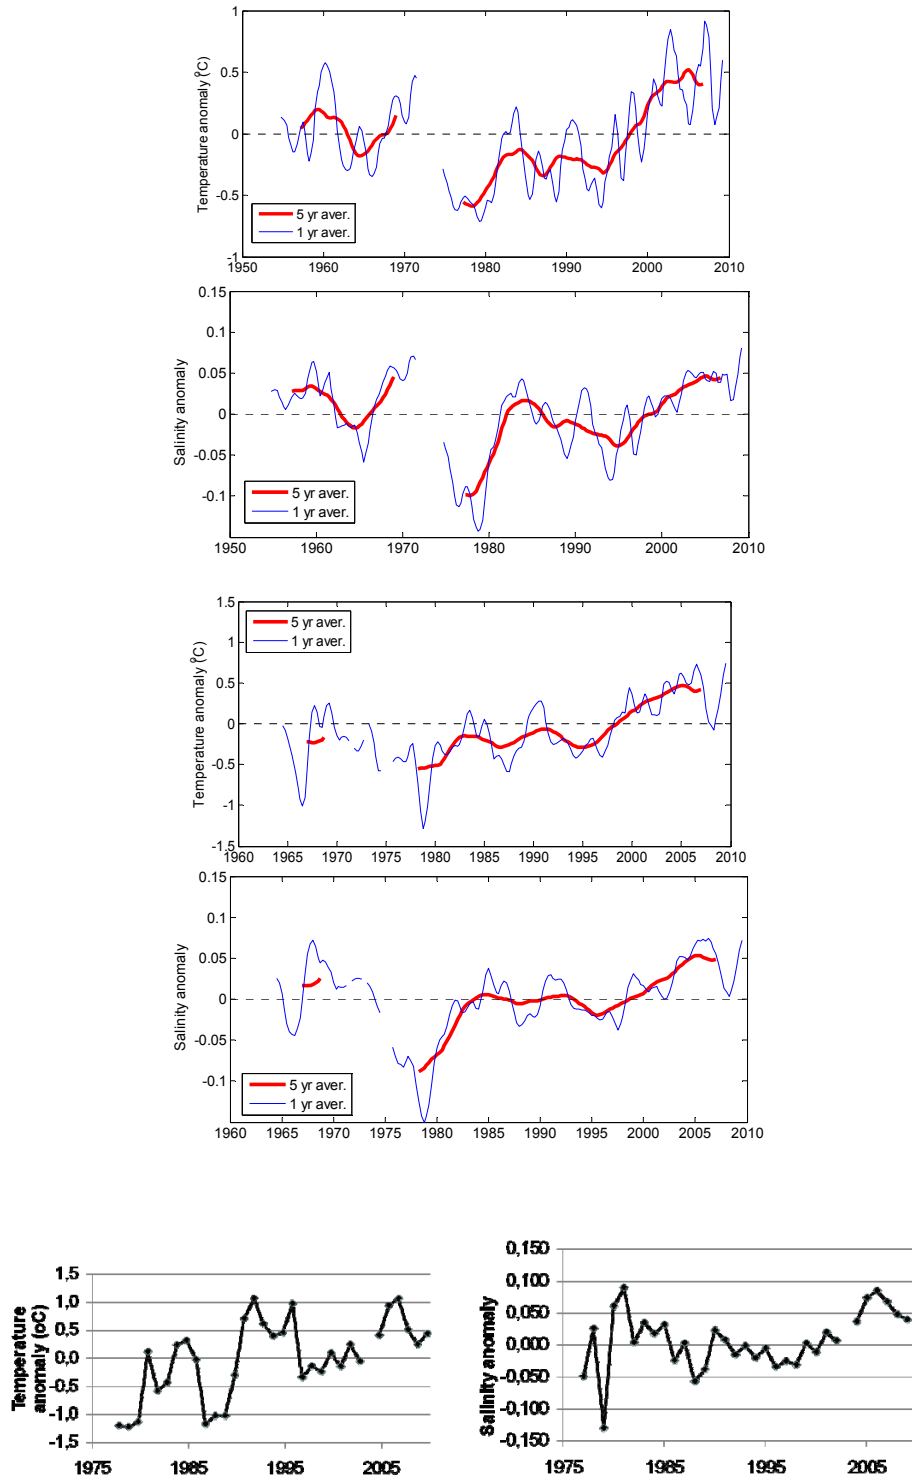 1
0.5
0
-0.5
-1
Temperature anomaly (°C)
5 yr aver.
1 yr aver.
1950 1960 1970 1980 1990 2000 2010
0.15
0.1
0.05
0
-0.05
-0.1
Salinity anomaly
5 yr aver.
1 yr aver.
1950 1960 1970 1980 1990 2000 2010
1.5
1
0.5
0
-0.5
-1
-1.5
Temperature anomaly (°C)
5 yr aver.
1 yr aver.
1960 1965 1970 1975 1980 1985 1990 1995 2000 2005 2010
0.15
0.1
0.05
0
-0.05
-0.1
Salinity anomaly
5 yr aver.
1 yr aver.
1960 1965 1970 1975 1980 1985 1990 1995 2000 2005 2010
1.5
1.0
0.5
0.0
-0.5
-1.0
-1.5
Temperature
anomaly (oC)
1975 1985 1995 2005
0,150
0,100
0,050
0,000
-0,050
-0,100
-0,150
Salinity anomaly
1975 1985 1995 2005